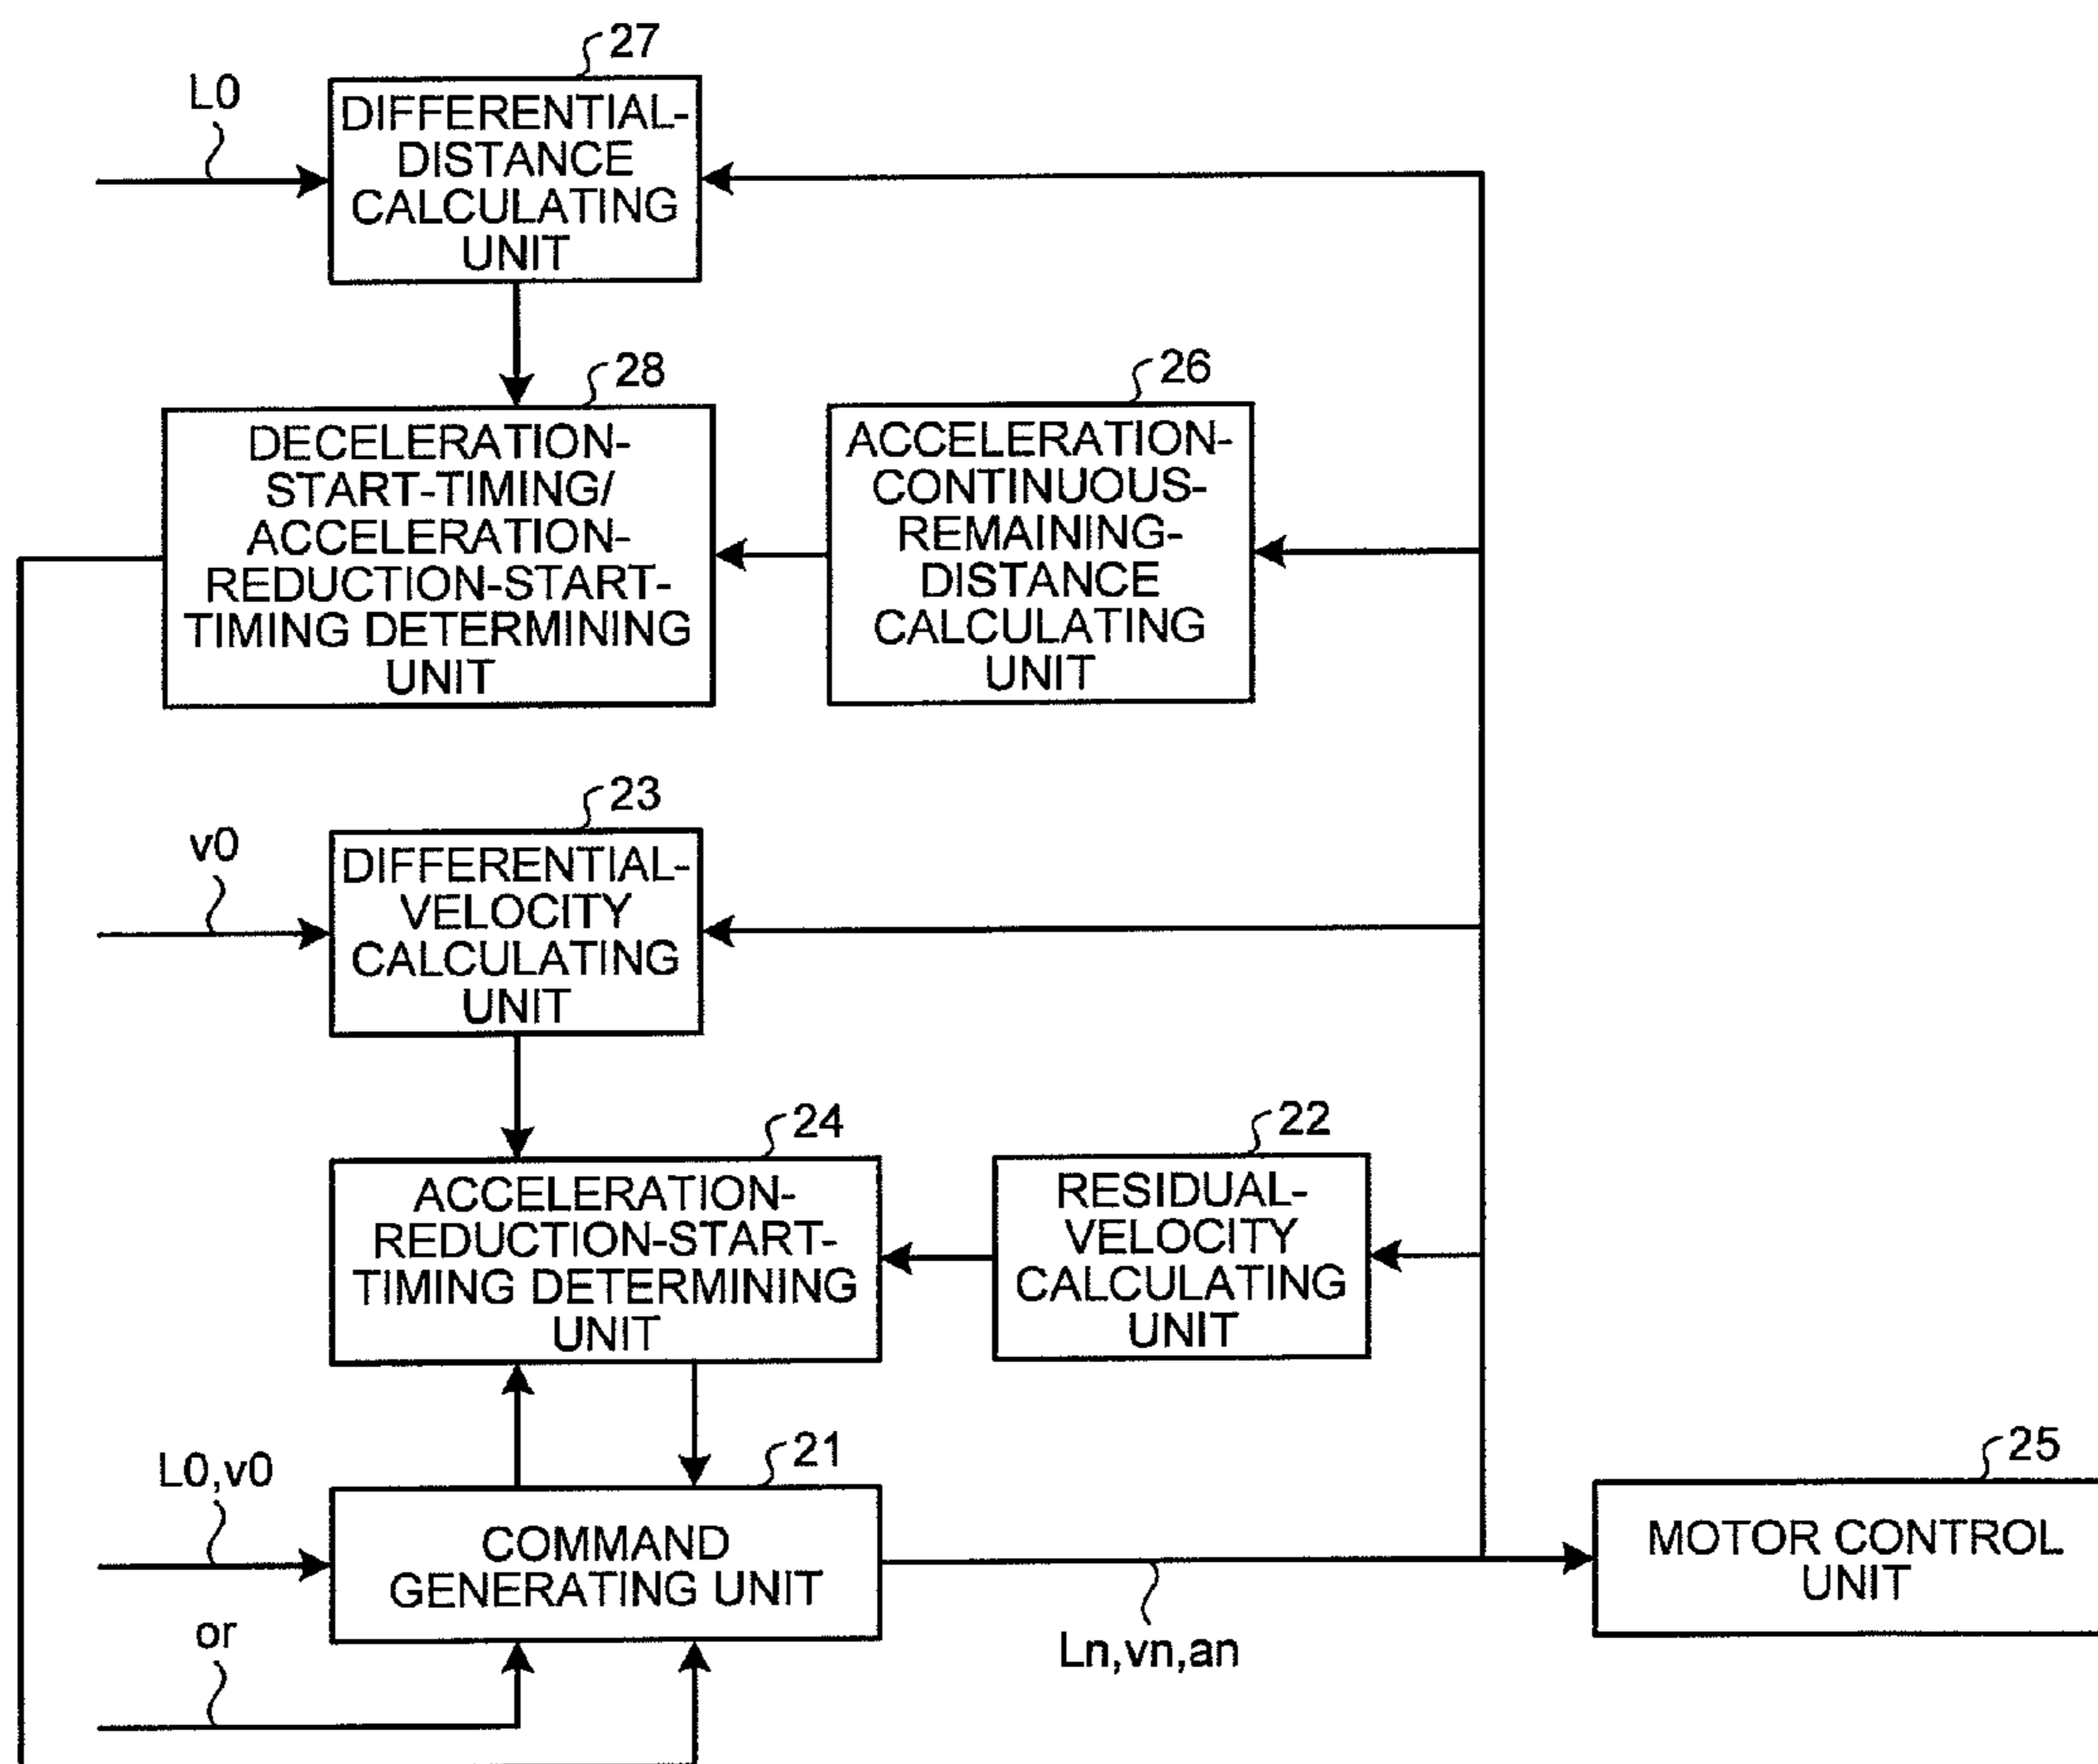 27
L0
DIFFERENTIAL-
DISTANCE
CALCULATING
UNIT
28
DECELERATION-
START-TIMING/
ACCELERATION-
REDUCTION-START-
TIMING DETERMINING
UNIT
26
ACCELERATION-
CONTINUOUS-
REMAINING-
DISTANCE
CALCULATING
UNIT
23
v0
DIFFERENTIAL-
VELOCITY
CALCULATING
UNIT
24
ACCELERATION-
REDUCTION-START-
TIMING DETERMINING
UNIT
22
RESIDUAL-
VELOCITY
CALCULATING
UNIT
21
L0,v0
COMMAND
GENERATING UNIT
or
Ln,vn,an
25
MOTOR CONTROL
UNIT